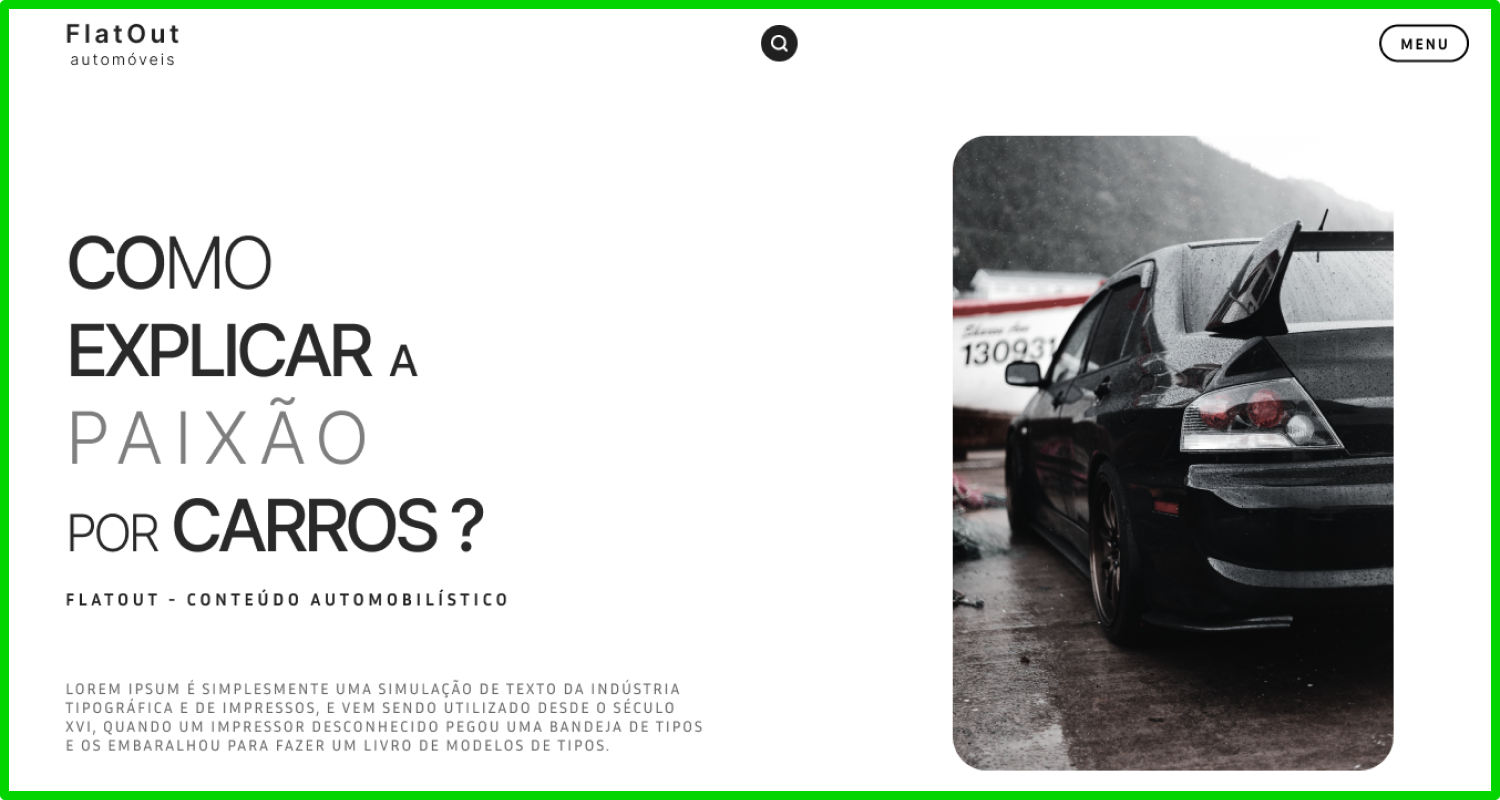 FlatOut
automóveis
MENU
COMO
EXPLICAR A
PAIXÃO
POR CARROS ?
FLATOUT - CONTEÚDO AUTOMOBILÍSTICO
LOREM IPSUM É SIMPLESMENTE UMA SIMULAÇÃO DE TEXTO DA INDÚSTRIA
TIPOGRÁFICA E DE IMPRESSOS, E VEM SENDO UTILIZADO DESDE O SÉCULO
XVI, QUANDO UM IMPRESSOR DESCONHECIDO PEGOU UMA BANDEJA DE TIPOS
E OS EMBARALHOU PARA FAZER UM LIVRO DE MODELOS DE TIPOS.
130931